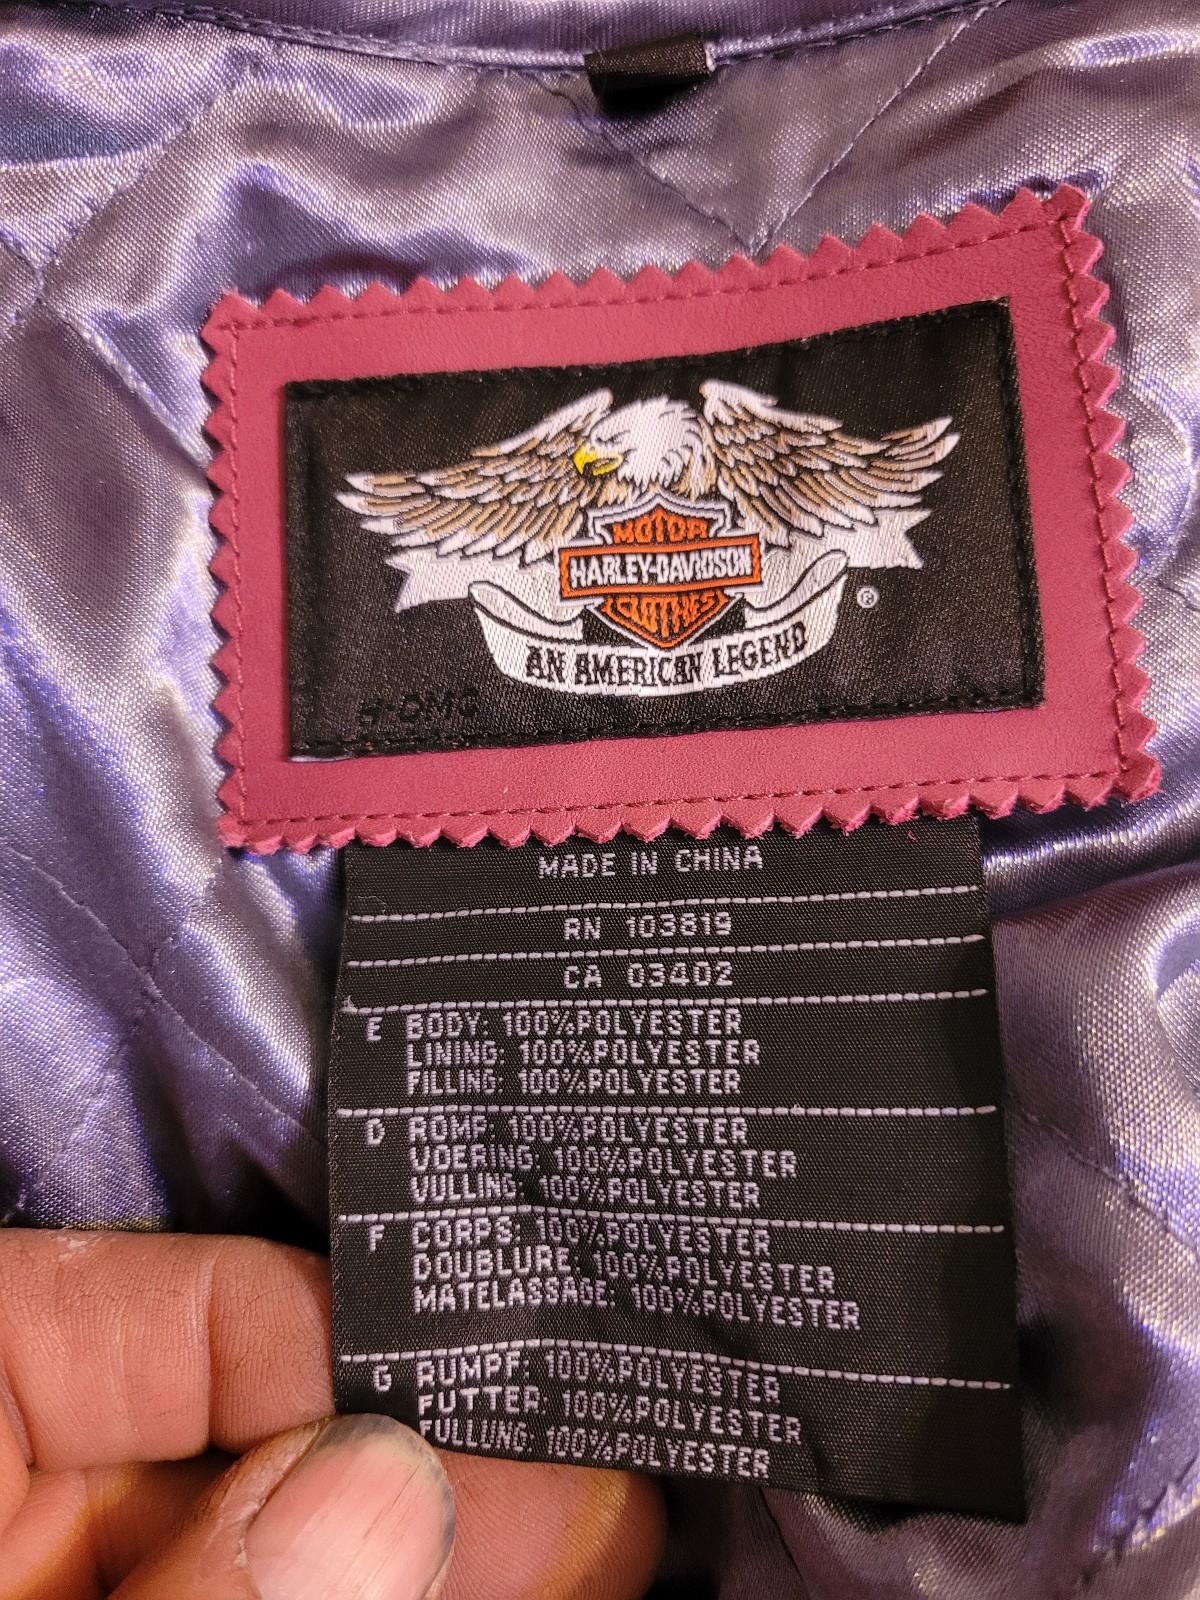 MOTOR
HARLEY-DAVIDSON
CLOTHES
®
AN AMERICAN LEGEND
H-DMC
MADE IN CHINA
RN 103819
CA 03402
E BODY: 100%POLYESTER
LINING: 100%POLYESTER
FILLING: 100%POLYESTER
D ROMP: 100%POLYESTER
VOERING: 100%POLYESTER
VULLING: 100%POLYESTER
F CORPS: 100%POLYESTER
DOUBLURE: 100%POLYESTER
MATELASSAGE: 100%POLYESTER
G RUMPF: 100%POLYESTER
FUTTER: 100%POLYESTER
FULLUNG: 100%POLYESTER